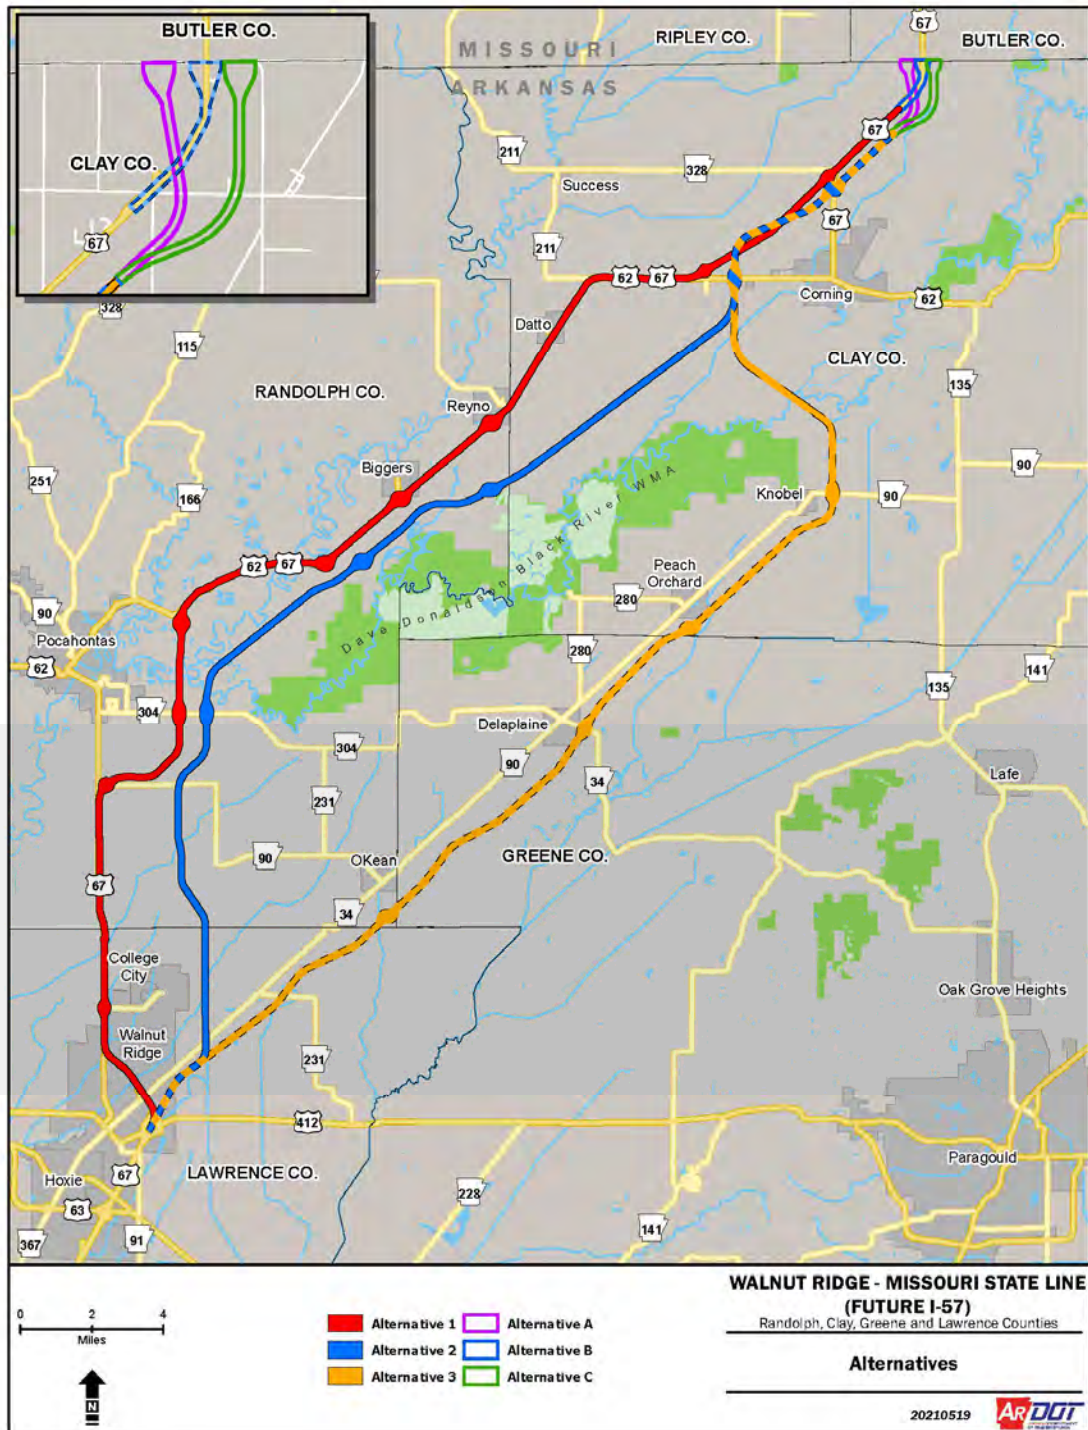 BUTLER CO.
CLAY CO.
67
MISSOURI
ARKANSAS
RIPLEY CO.
67
BUTLER CO.
67
211
328
Success
67
211
62
67
Corning
62
328
Datto
115
CLAY CO.
RANDOLPH CO.
135
Reyno
Biggers
90
251
166
Knobel
90
Dave Donaldson Black River WMA
62
67
Peach
Orchard
280
90
Pocahontas
280
62
141
135
304
Delaplaine
304
90
34
Lafe
231
GREENE CO.
90
OKean
67
34
College
City
Oak Grove Heights
Walnut
Ridge
231
412
Paragould
67
LAWRENCE CO.
Hoxie
228
63
141
91
367
0 2 4
Miles
N
Alternative 1
Alternative A
Alternative 2
Alternative B
Alternative 3
Alternative C
WALNUT RIDGE - MISSOURI STATE LINE
(FUTURE I-57)
Randolph, Clay, Greene and Lawrence Counties
Alternatives
20210519
ARDOT